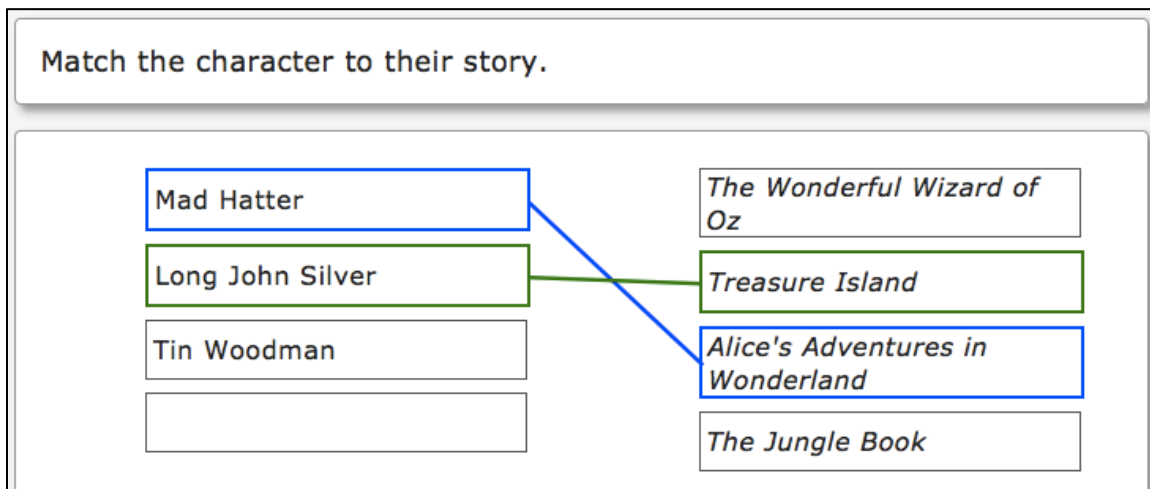 Match the character to their story.
Mad Hatter
Long John Silver
Tin Woodman
The Wonderful Wizard of
Oz
Treasure Island
Alice's Adventures in
Wonderland
The Jungle Book